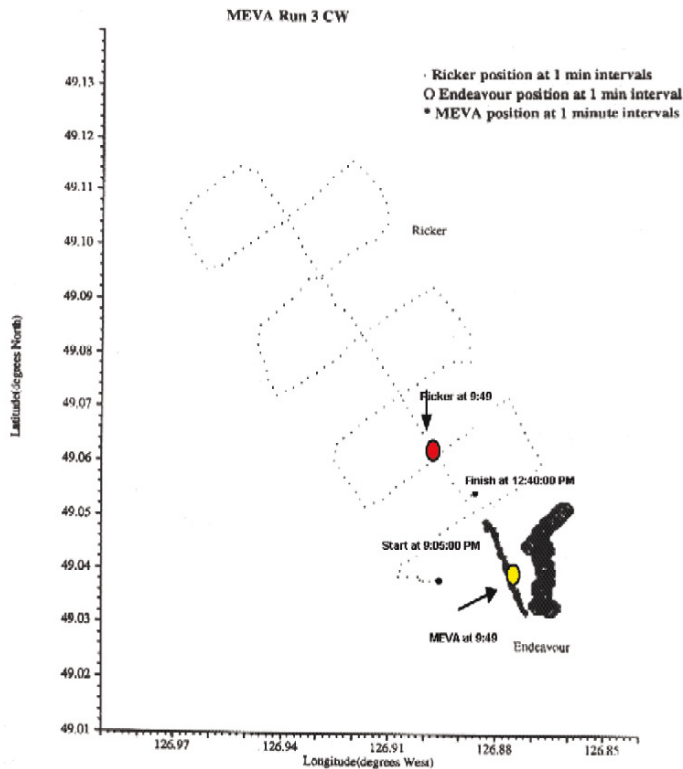 MEVA Run 3 CW
· Ricker position at 1 min intervals
O Endeavour position at 1 min interval
* MEVA position at 1 minute intervals
49.13
49.12
49.11
49.10
49.09
49.08
49.07
49.06
49.05
49.04
49.03
49.02
49.01
Latitude(degrees North)
Ricker
Ricker at 9:49
Finish at 12:40:00 PM
Start at 9:05:00 PM
MEVA at 9:49
Endeavour
126.97
126.94
126.91
126.88
126.85
Longitude(degrees West)